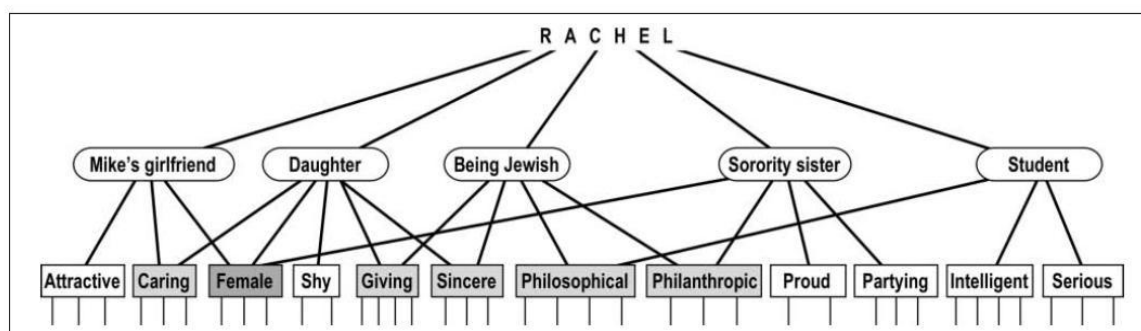 RACHEL
Mike's girlfriend Daughter Being Jewish Sorority sister Student
Attractive Caring Female Shy Giving Sincere Philosophical Philanthropic Proud Partying Intelligent Serious